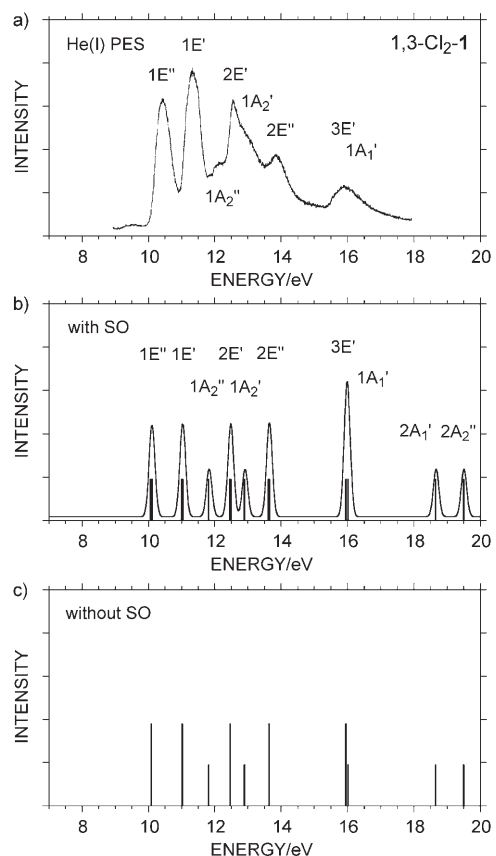 a)
He(I) PES
1,3-Cl₂-1
1E'
1E"
2E'
1A₂'
2E"
3E'
1A₁'
1A₂"
INTENSITY
8 10 12 14 16 18 20
ENERGY/eV
b)
with SO
3E'
1E" 1E' 2E' 2E"
1A₂" 1A₂' 1A₁'
2A₁' 2A₂"
INTENSITY
8 10 12 14 16 18 20
ENERGY/eV
c)
without SO
INTENSITY
8 10 12 14 16 18 20
ENERGY/eV